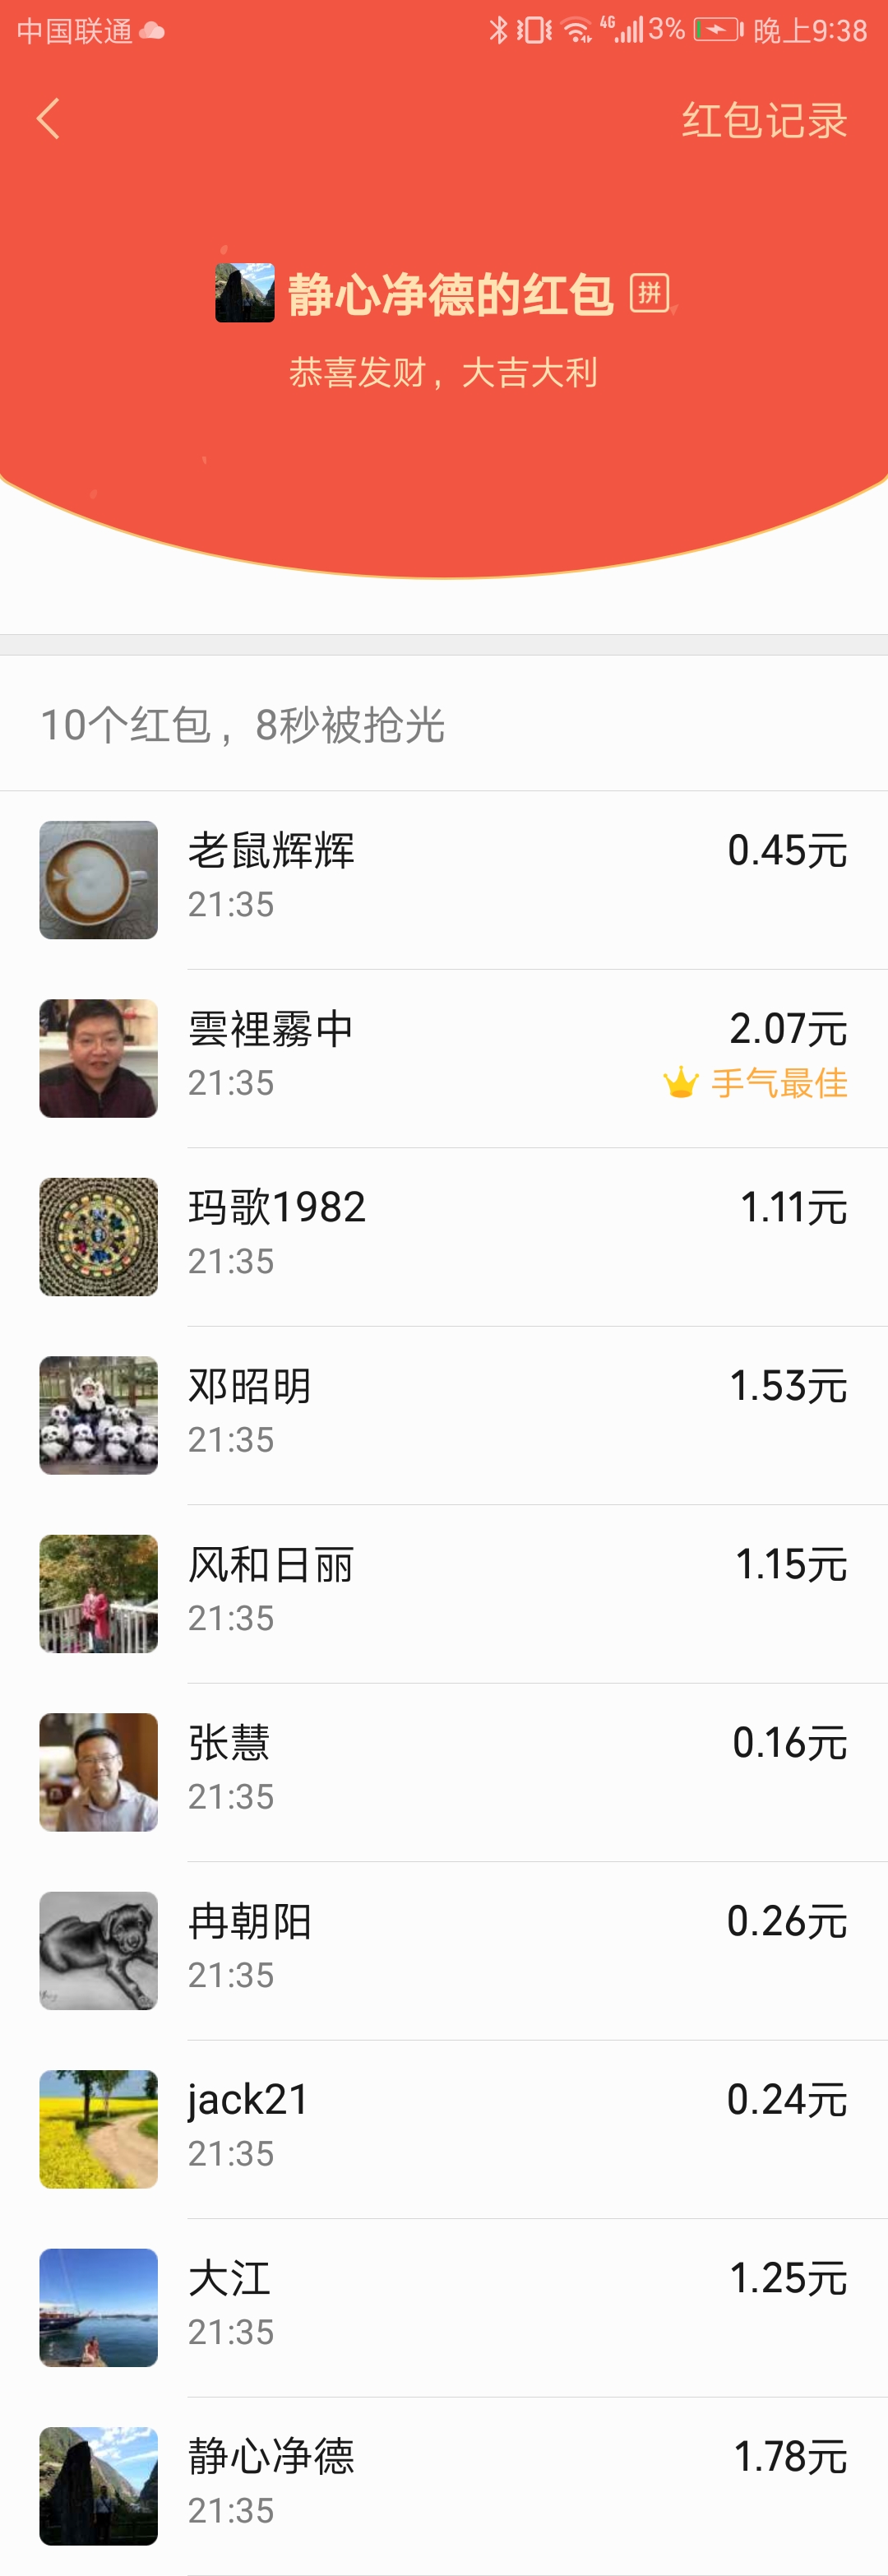 中国联通 4G 3% 晚上9:38
红包记录
静心净德的红包 拼
恭喜发财，大吉大利
10个红包，8秒被抢光
老鼠辉辉 0.45元
21:35
雲裡霧中 2.07元
21:35 手气最佳
玛歌1982 1.11元
21:35
邓昭明 1.53元
21:35
风和日丽 1.15元
21:35
张慧 0.16元
21:35
冉朝阳 0.26元
21:35
jack21 0.24元
21:35
大江 1.25元
21:35
静心净德 1.78元
21:35